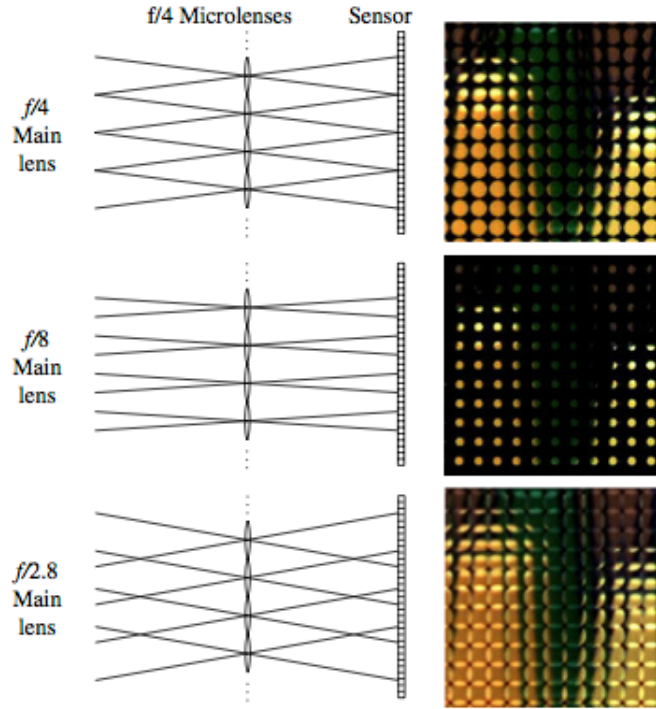 f/4 Microlenses Sensor
f/4
Main
lens
f/8
Main
lens
f/2.8
Main
lens